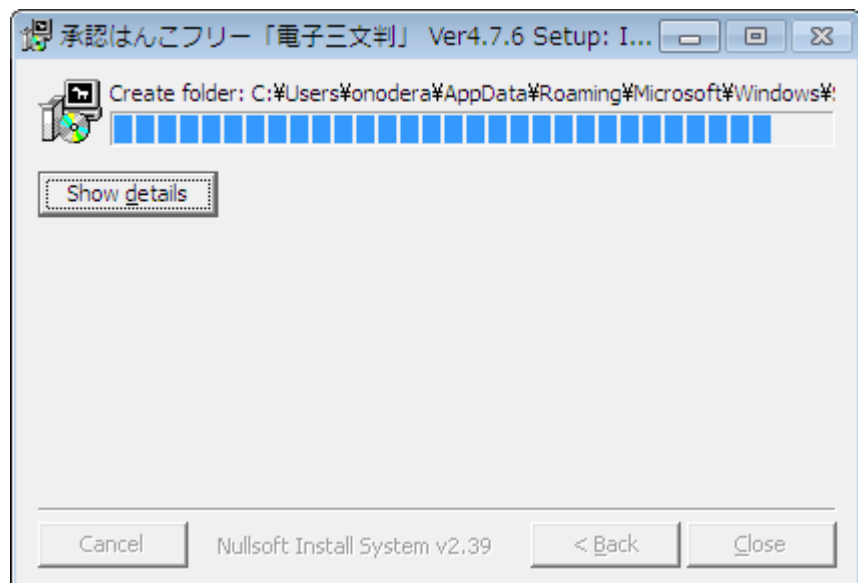 承認はんこフリー「電子三文判」 Ver4.7.6 Setup: I...
Create folder: C:¥Users¥onodera¥AppData¥Roaming¥Microsoft¥Windows¥
Show details
Cancel
Nullsoft Install System v2.39
< Back
Close